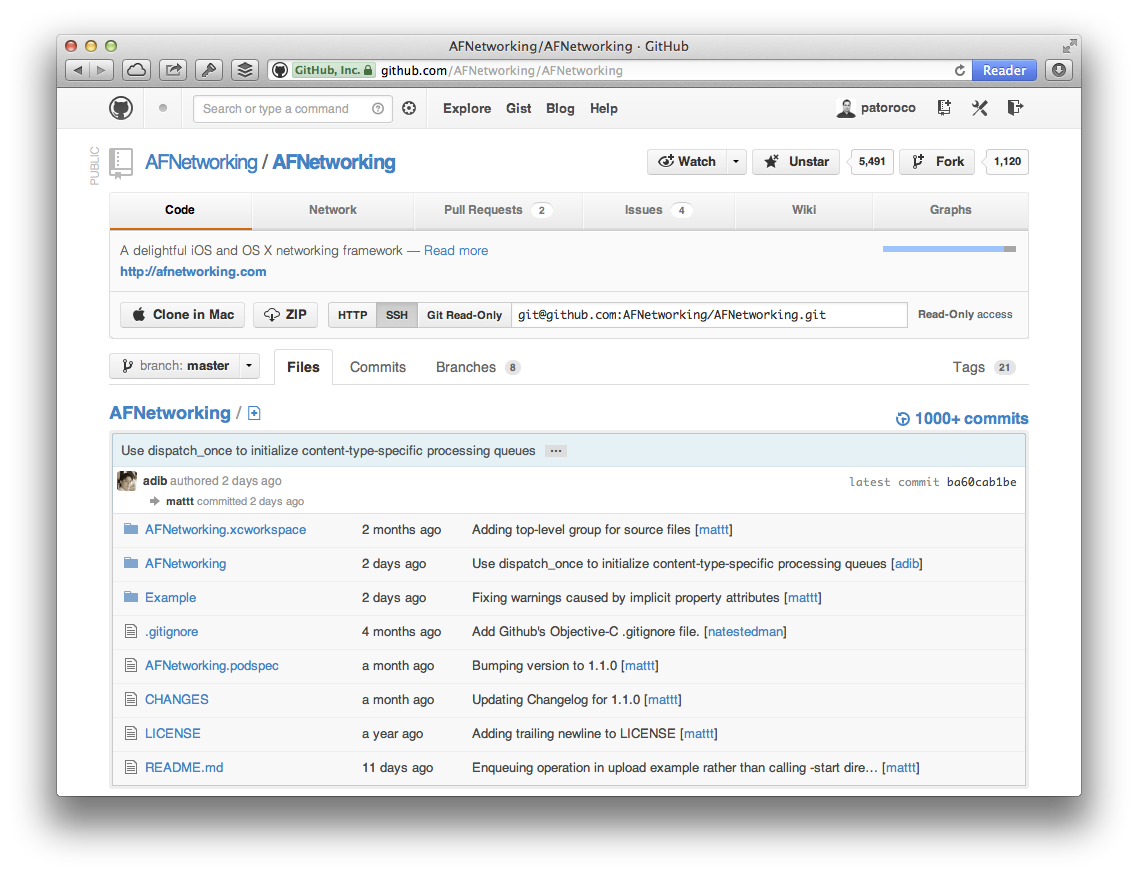 AFNetworking/AFNetworking · GitHub
GitHub, Inc. github.com/AFNetworking/AFNetworking Reader
Search or type a command Explore Gist Blog Help patoroco
PUBLIC
AFNetworking / AFNetworking Watch Unstar 5,491 Fork 1,120
Code Network Pull Requests 2 Issues 4 Wiki Graphs
A delightful iOS and OS X networking framework — Read more
http://afnetworking.com
Clone in Mac ZIP HTTP SSH Git Read-Only git@github.com:AFNetworking/AFNetworking.git Read-Only access
branch: master Files Commits Branches 8 Tags 21
AFNetworking / 1000+ commits
Use dispatch_once to initialize content-type-specific processing queues ...
adib authored 2 days ago latest commit ba60cab1be
mattt committed 2 days ago
AFNetworking.xcworkspace 2 months ago Adding top-level group for source files [mattt]
AFNetworking 2 days ago Use dispatch_once to initialize content-type-specific processing queues [adib]
Example 2 days ago Fixing warnings caused by implicit property attributes [mattt]
.gitignore 4 months ago Add Github's Objective-C .gitignore file. [natestedman]
AFNetworking.podspec a month ago Bumping version to 1.1.0 [mattt]
CHANGES a month ago Updating Changelog for 1.1.0 [mattt]
LICENSE a year ago Adding trailing newline to LICENSE [mattt]
README.md 11 days ago Enqueuing operation in upload example rather than calling -start dire… [mattt]